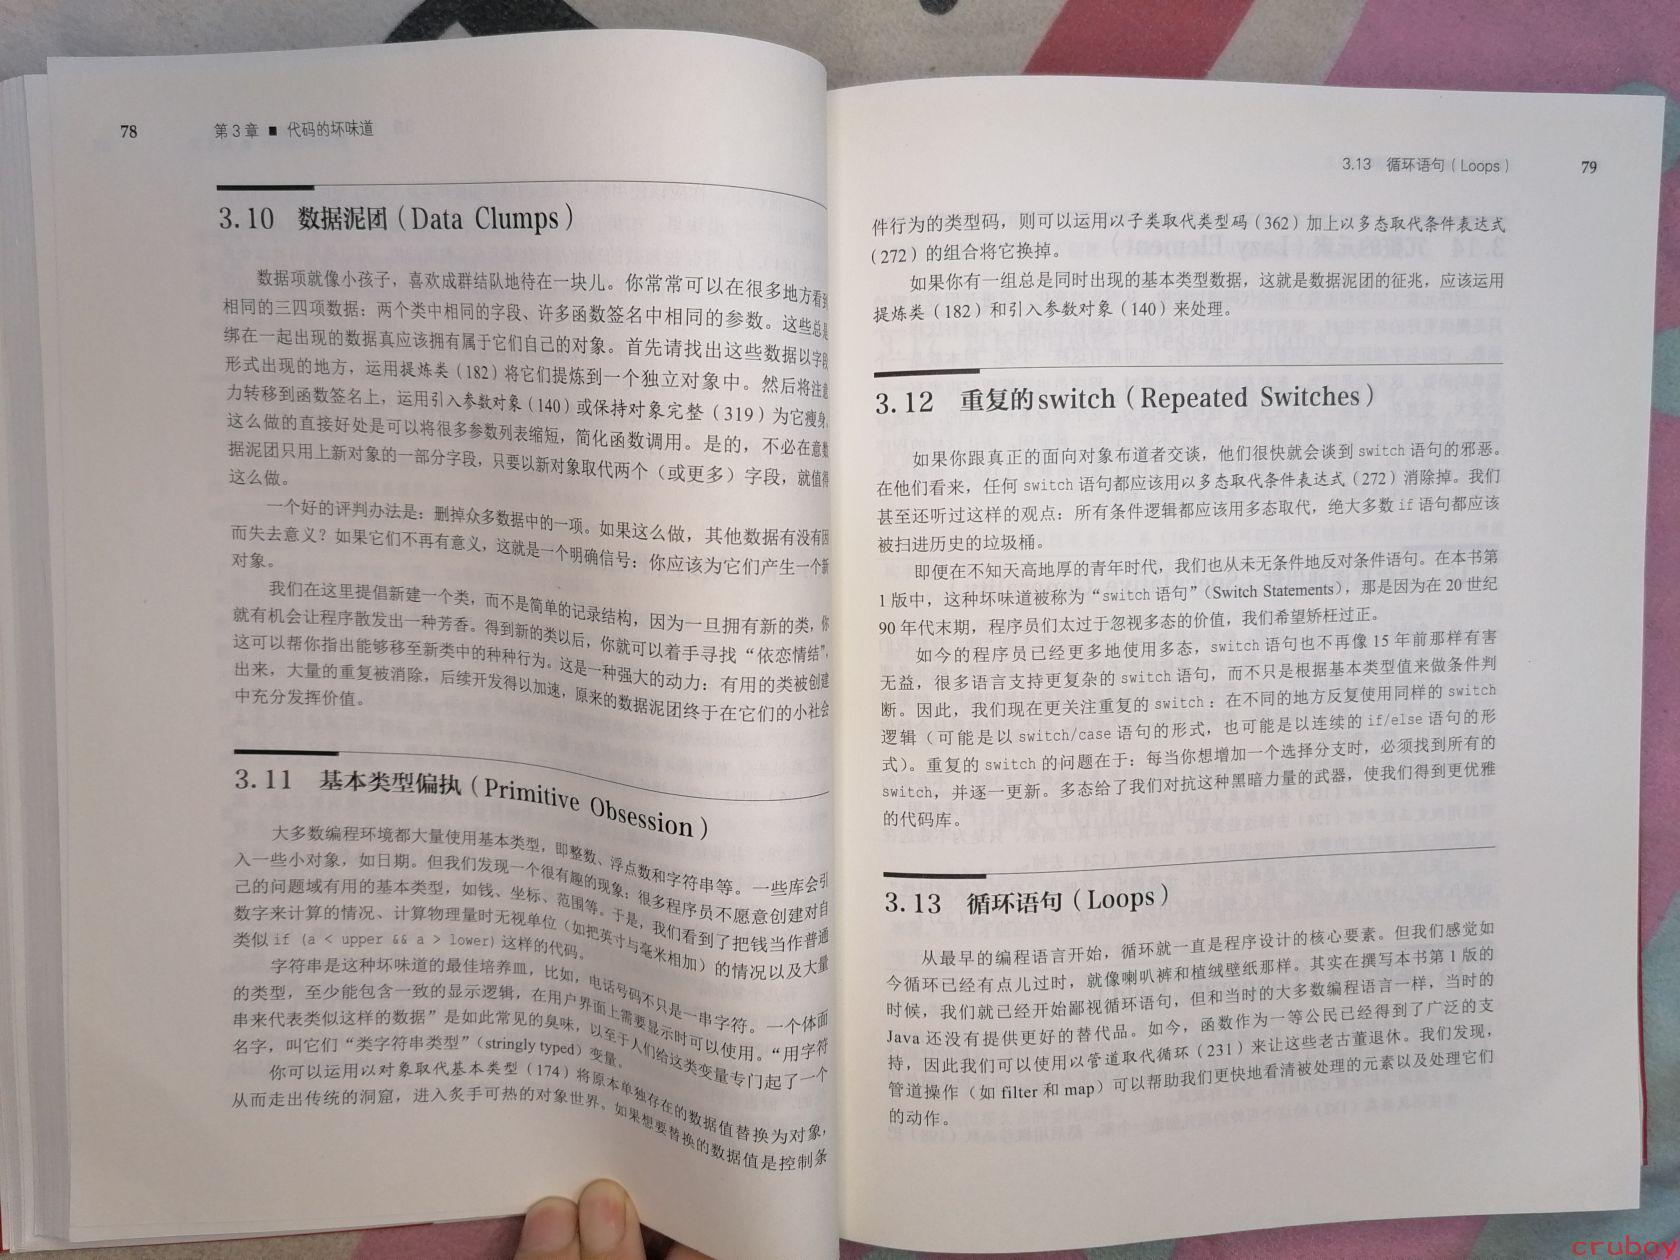 78
第 3 章 ■ 代码的坏味道
3.10 数据泥团（Data Clumps）
数据项就像小孩子，喜欢成群结队地待在一块儿。你常常可以在很多地方看到
相同的三四项数据：两个类中相同的字段、许多函数签名中相同的参数。这些总是
绑在一起出现的数据真应该拥有属于它们自己的对象。首先请找出这些数据以字段
形式出现的地方，运用提炼类（182）将它们提炼到一个独立对象中。然后将注意
力转移到函数签名上，运用引入参数对象（140）或保持对象完整（319）为它瘦身。
这么做的直接好处是可以将很多参数列表缩短，简化函数调用。是的，不必在意数
据泥团只用上新对象的一部分字段，只要以新对象取代两个（或更多）字段，就值得
这么做。
一个好的评判办法是：删掉众多数据中的一项。如果这么做，其他数据有没有因
而失去意义？如果它们不再有意义，这就是一个明确信号：你应该为它们产生一个新
对象。
我们在这里提倡新建一个类，而不是简单的记录结构，因为一旦拥有新的类，你
就有机会让程序散发出一种芳香。得到新的类以后，你就可以着手寻找“依恋情结”，
这可以帮你指出能够移至新类中的种种行为。这是一种强大的动力：有用的类被创建
出来，大量的重复被消除，后续开发得以加速，原来的数据泥团终于在它们的小社会
中充分发挥价值。
3.11 基本类型偏执（Primitive Obsession）
大多数编程环境都大量使用基本类型，即整数、浮点数和字符串等。一些库会引
入一些小对象，如日期。但我们发现一个很有趣的现象：很多程序员不愿意创建对自
己的问题域有用的基本类型，如钱、坐标、范围等。于是，我们看到了把钱当作普通
数字来计算的情况、计算物理量时无视单位（如把英寸与毫米相加）的情况以及大量
类似 if (a < upper && a > lower) 这样的代码。
字符串是这种坏味道的最佳培养皿，比如，电话号码不只是一串字符。一个体面
的类型，至少能包含一致的显示逻辑，在用户界面上需要显示时可以使用。“用字符
串来代表类似这样的数据”是如此常见的臭味，以至于人们给这类变量专门起了一个
名字，叫它们“类字符串类型”（stringly typed）变量。
你可以运用以对象取代基本类型（174）将原本单独存在的数据值替换为对象，
从而走出传统的洞窟，进入炙手可热的对象世界。如果想要替换的数据值是控制条
3.13 循环语句（Loops）
79
件行为的类型码，则可以运用以子类取代类型码（362）加上以多态取代条件表达式
（272）的组合将它换掉。
如果你有一组总是同时出现的基本类型数据，这就是数据泥团的征兆，应该运用
提炼类（182）和引入参数对象（140）来处理。
3.12 重复的switch（Repeated Switches）
如果你跟真正的面向对象布道者交谈，他们很快就会谈到 switch 语句的邪恶。
在他们看来，任何 switch 语句都应该用以多态取代条件表达式（272）消除掉。我们
甚至还听过这样的观点：所有条件逻辑都应该用多态取代，绝大多数 if 语句都应该
被扫进历史的垃圾桶。
即便在不知天高地厚的青年时代，我们也从未无条件地反对条件语句。在本书第
1 版中，这种坏味道被称为“switch 语句”（Switch Statements），那是因为在 20 世纪
90 年代末期，程序员们太过于忽视多态的价值，我们希望矫枉过正。
如今的程序员已经更多地使用多态，switch 语句也不再像 15 年前那样有害
无益，很多语言支持更复杂的 switch 语句，而不只是根据基本类型值来做条件判
断。因此，我们现在更关注重复的 switch：在不同的地方反复使用同样的 switch
逻辑（可能是以 switch/case 语句的形式，也可能是以连续的 if/else 语句的形
式）。重复的 switch 的问题在于：每当你想增加一个选择分支时，必须找到所有的
switch，并逐一更新。多态给了我们对抗这种黑暗力量的武器，使我们得到更优雅
的代码库。
3.13 循环语句（Loops）
从最早的编程语言开始，循环就一直是程序设计的核心要素。但我们感觉如
今循环已经有点儿过时，就像喇叭裤和植绒壁纸那样。其实在撰写本书第 1 版的
时候，我们就已经开始鄙视循环语句，但和当时的大多数编程语言一样，当时的
Java 还没有提供更好的替代品。如今，函数作为一等公民已经得到了广泛的支
持，因此我们可以使用以管道取代循环（231）来让这些老古董退休。我们发现，
管道操作（如 filter 和 map）可以帮助我们更快地看清被处理的元素以及处理它们
的动作。
cruboy